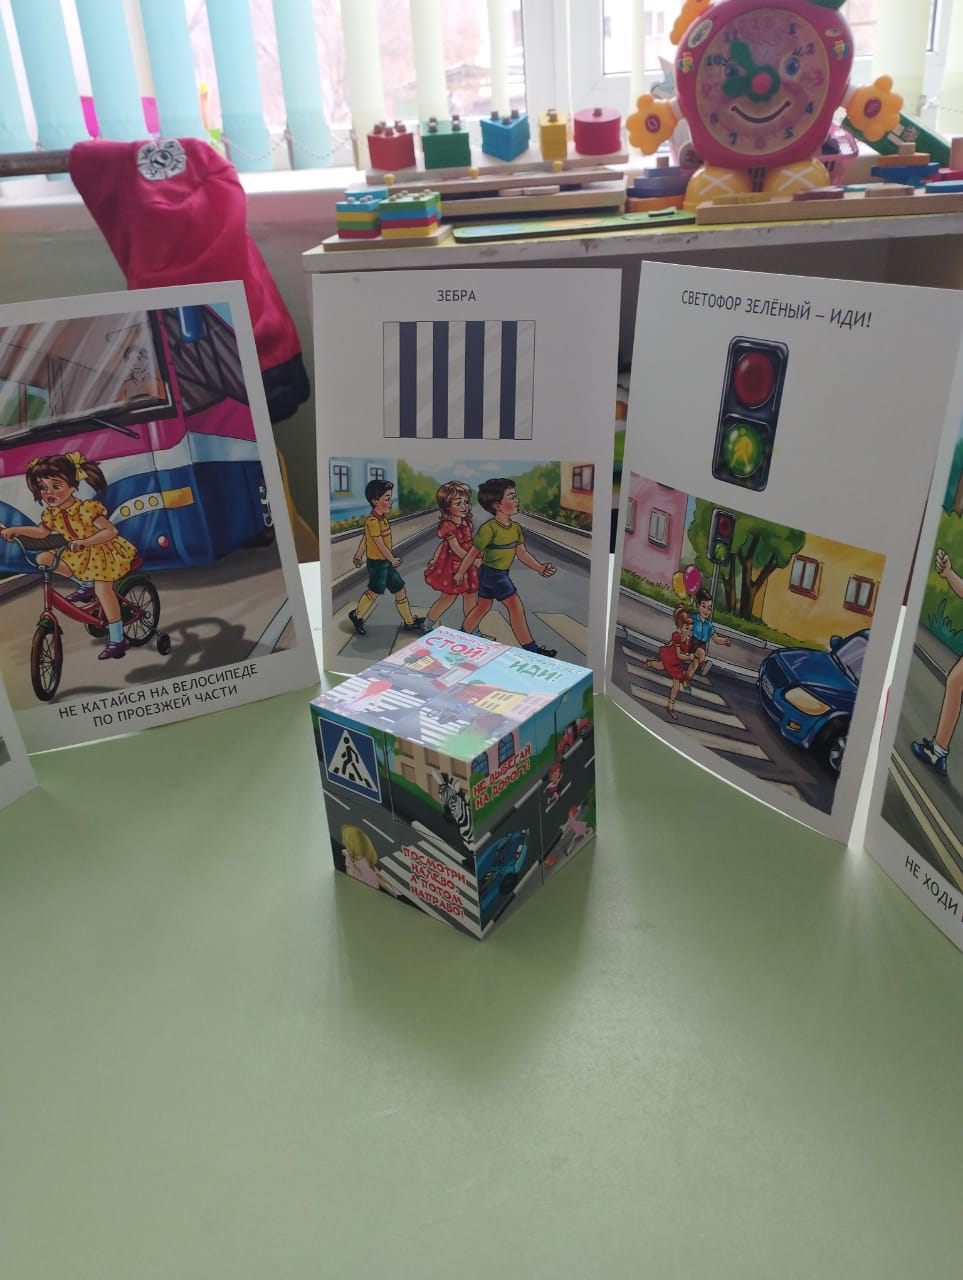 ЗЕБРА
СВЕТОФОР ЗЕЛЁНЫЙ – ИДИ!
НЕ КАТАЙСЯ НА ВЕЛОСИПЕДЕ
ПО ПРОЕЗЖЕЙ ЧАСТИ
НЕ ХОДИ
СТОЙ!
ИДИ!
НЕ ВЫБЕГАЙ
НА ДОРОГУ!
ПОСМОТРИ
НАЛЕВО,
А ПОТОМ
НАПРАВО!